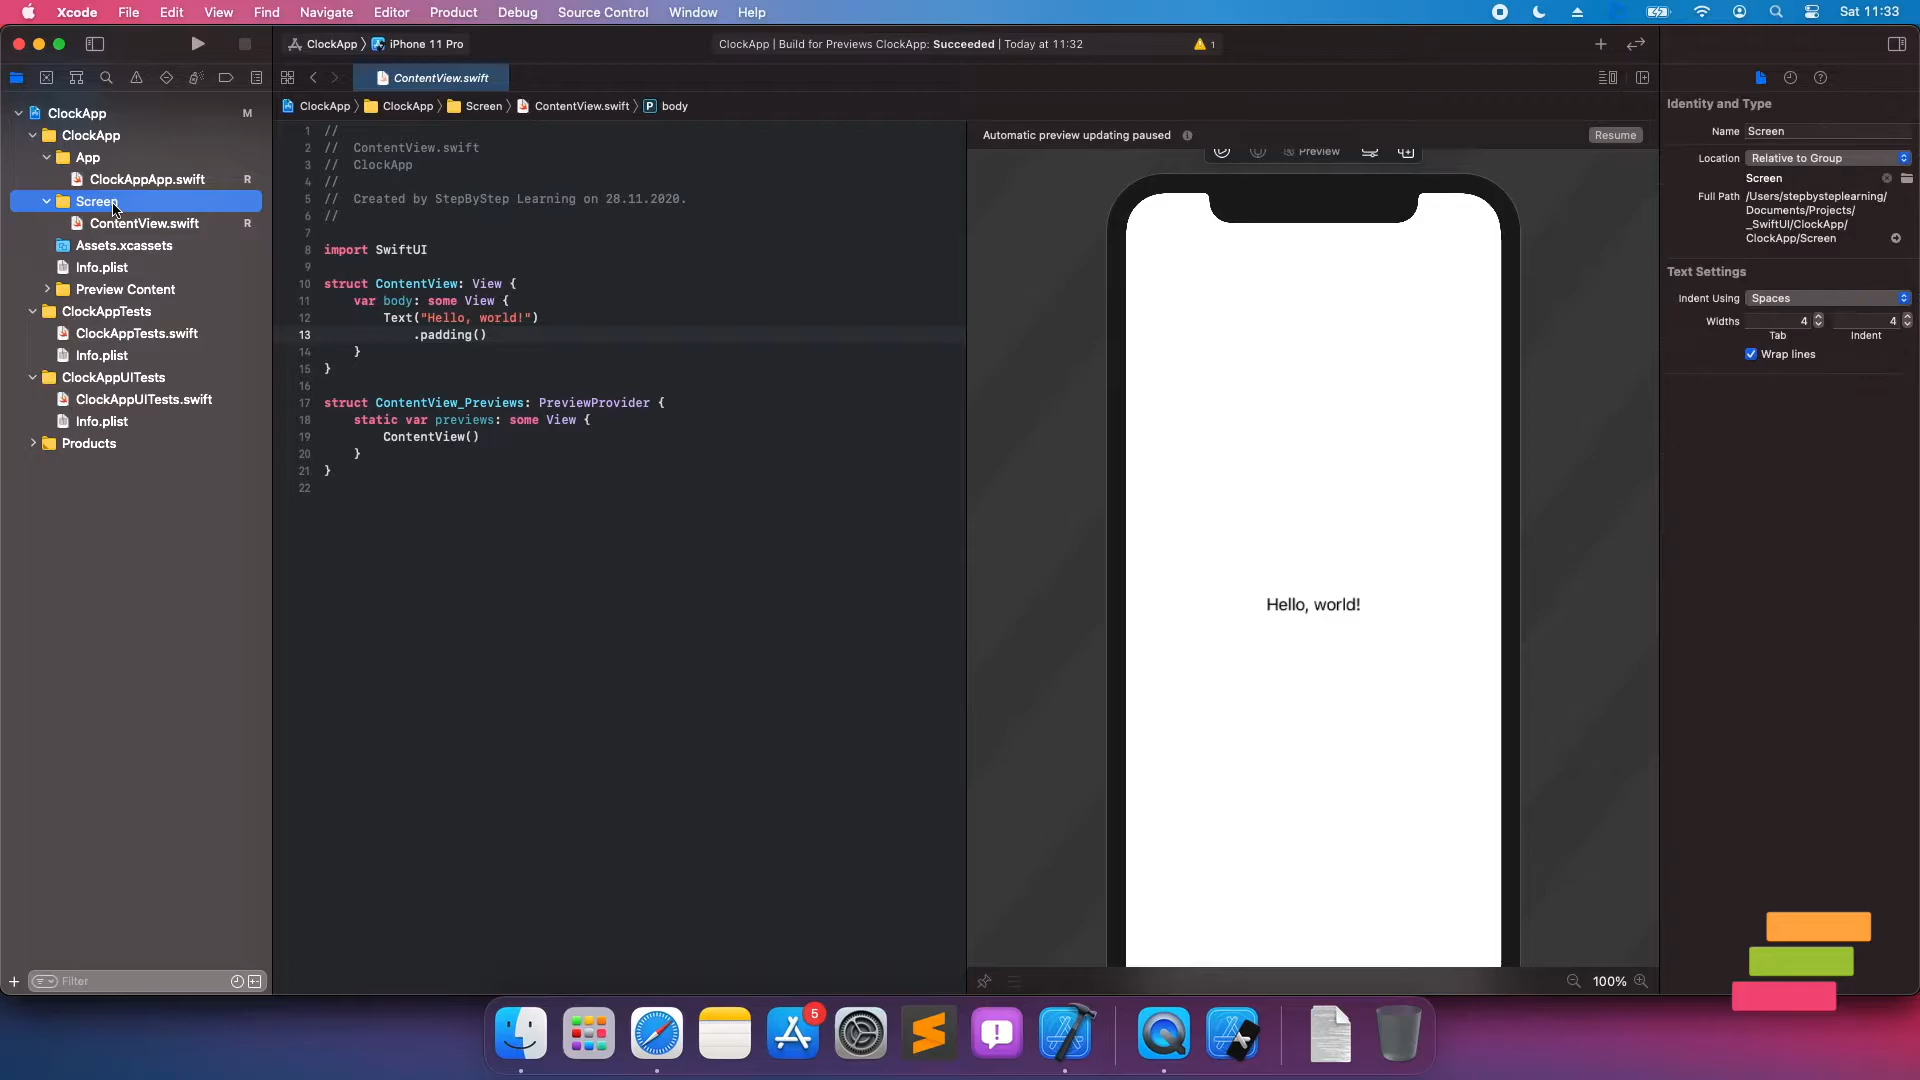 Xcode File Edit View Find Navigate Editor Product Debug Source Control Window Help Sat 11:33
ClockApp iPhone 11 Pro ClockApp | Build for Previews ClockApp: Succeeded | Today at 11:32 1
ContentView.swift
ClockApp ClockApp Screen ContentView.swift P body
ClockApp M
ClockApp
App
ClockAppApp.swift R
Screen
ContentView.swift R
Assets.xcassets
Info.plist
Preview Content
ClockAppTests
ClockAppTests.swift
Info.plist
ClockAppUITests
ClockAppUITests.swift
Info.plist
Products
Filter
1 //
2 // ContentView.swift
3 // ClockApp
4 //
5 // Created by StepByStep Learning on 28.11.2020.
6 //
7
8 import SwiftUI
9
10 struct ContentView: View {
11 var body: some View {
12 Text("Hello, world!")
13 .padding()
14 }
15 }
16
17 struct ContentView_Previews: PreviewProvider {
18 static var previews: some View {
19 ContentView()
20 }
21 }
22
Automatic preview updating paused Resume
Preview
Hello, world!
100%
Identity and Type
Name Screen
Location Relative to Group
Screen
Full Path /Users/stepbysteplearning/
Documents/Projects/
_SwiftUI/ClockApp/
ClockApp/Screen
Text Settings
Indent Using Spaces
Widths 4 4
Tab Indent
Wrap lines
5